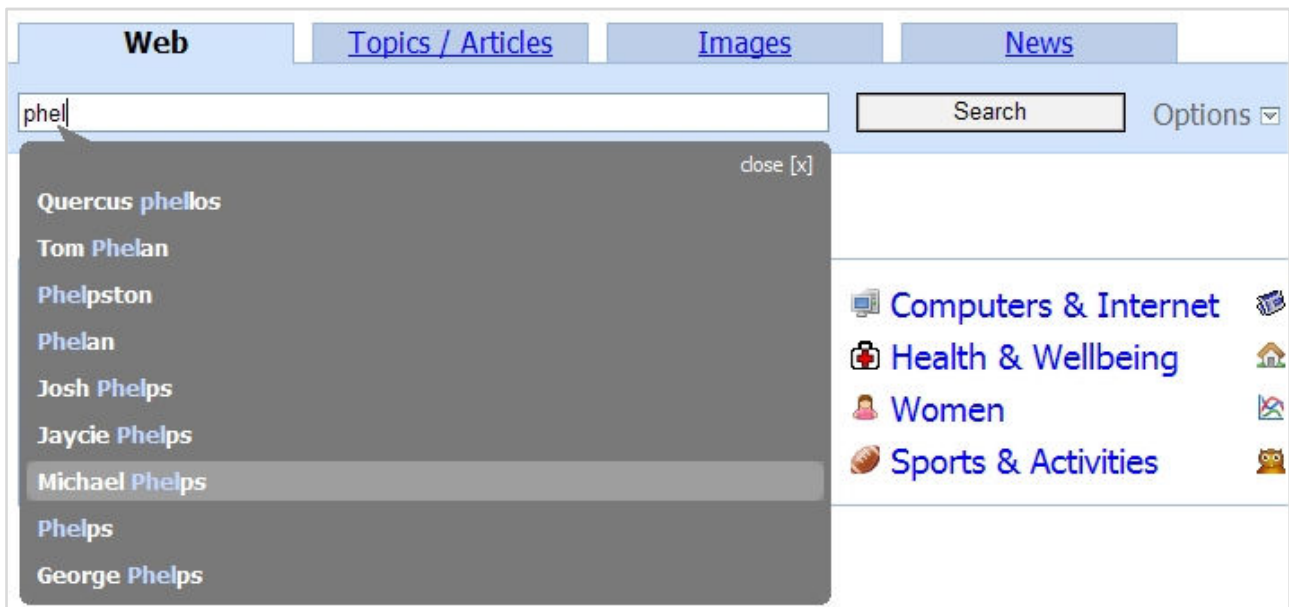 Web Topics / Articles Images News
phel Search Options
close [x]
Quercus phellos
Tom Phelan
Phelpston
Phelan
Josh Phelps
Jaycie Phelps
Michael Phelps
Phelps
George Phelps
Computers & Internet
Health & Wellbeing
Women
Sports & Activities